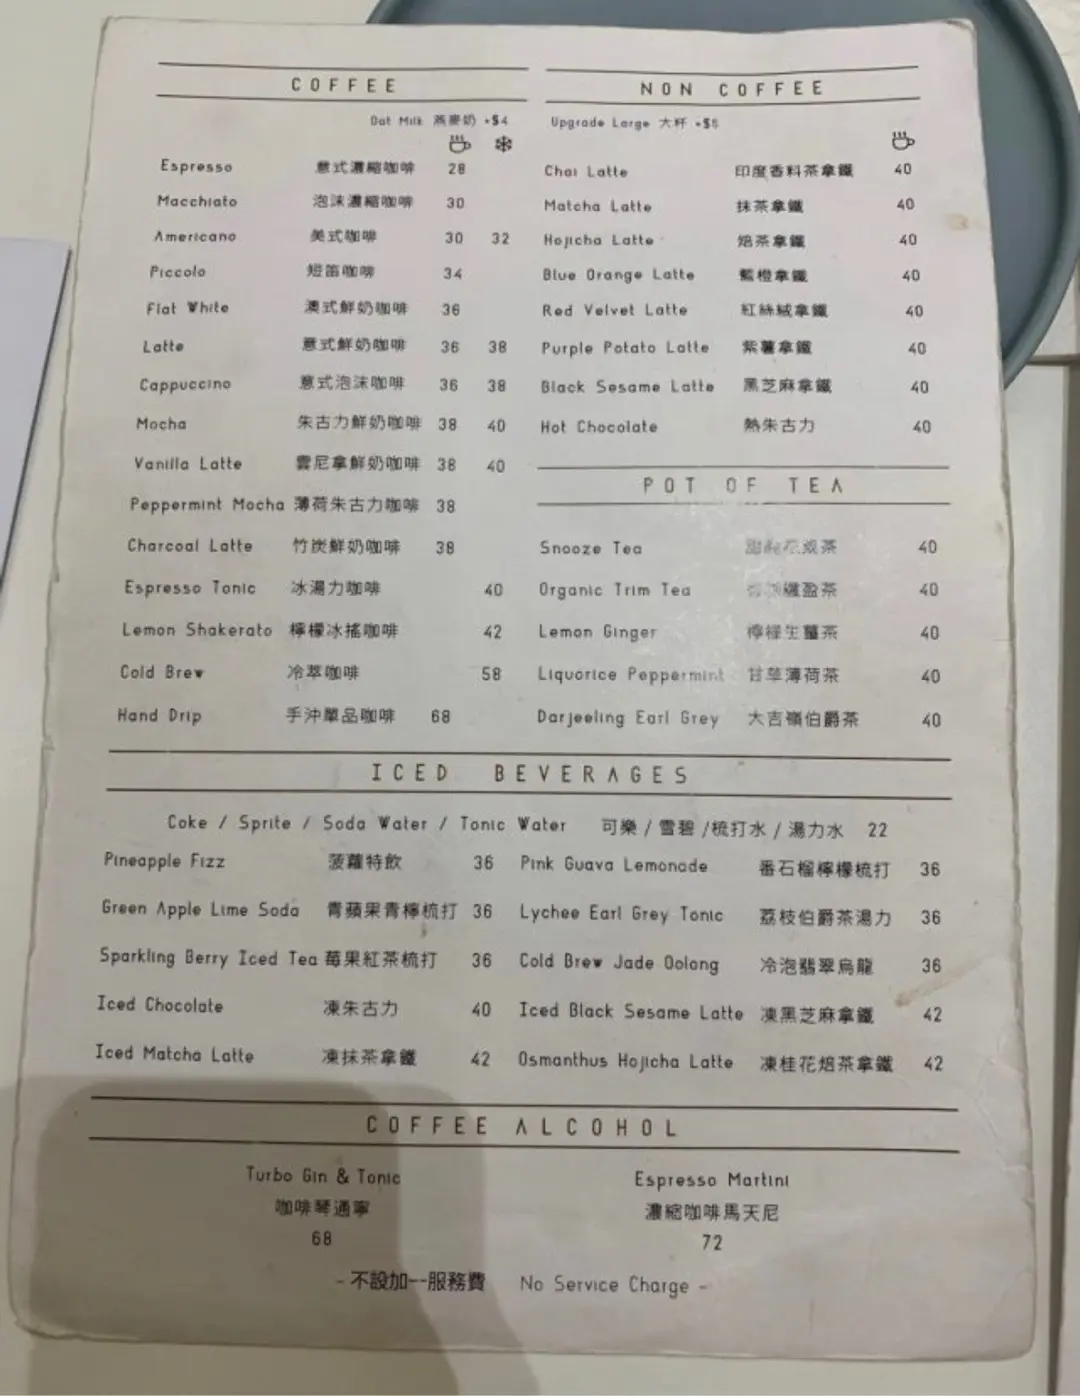 COFFEE
Oat Milk 燕麥奶 +$4
Espresso 意式濃縮咖啡 28
Macchiato 泡沫濃縮咖啡 30
Americano 美式咖啡 30 32
Piccolo 短笛咖啡 34
Flat White 澳式鮮奶咖啡 36
Latte 意式鮮奶咖啡 36 38
Cappuccino 意式泡沫咖啡 36 38
Mocha 朱古力鮮奶咖啡 38 40
Vanilla Latte 雲尼拿鮮奶咖啡 38 40
Peppermint Mocha 薄荷朱古力咖啡 38
Charcoal Latte 竹炭鮮奶咖啡 38
Espresso Tonic 冰湯力咖啡 40
Lemon Shakerato 檸檬冰搖咖啡 42
Cold Brew 冷萃咖啡 58
Hand Drip 手沖單品咖啡 68
NON COFFEE
Upgrade Large 大杯
Chai Latte 印度香料茶拿鐵 40
Matcha Latte 抹茶拿鐵 40
Hojicha Latte 焙茶拿鐵 40
Blue Orange Latte 藍橙拿鐵 40
Red Velvet Latte 紅絲絨拿鐵 40
Purple Potato Latte 紫薯拿鐵 40
Black Sesame Latte 黑芝麻拿鐵 40
Hot Chocolate 熱朱古力 40
POT OF TEA
Snooze Tea 40
Organic Trim Tea 40
Lemon Ginger 檸檬生薑茶 40
Liquorice Peppermint 甘草薄荷茶 40
Darjeeling Earl Grey 大吉嶺伯爵茶 40
ICED BEVERAGES
Coke / Sprite / Soda Water / Tonic Water 可樂 / 雪碧 /梳打水 / 湯力水 22
Pineapple Fizz 菠蘿特飲 36
Green Apple Lime Soda 青蘋果青檸梳打 36
Sparkling Berry Iced Tea 莓果紅茶梳打 36
Iced Chocolate 凍朱古力 40
Iced Matcha Latte 凍抹茶拿鐵 42
Pink Guava Lemonade 番石榴檸檬梳打 36
Lychee Earl Grey Tonic 荔枝伯爵茶湯力 36
Cold Brew Jade Oolong 冷泡翡翠烏龍 36
Iced Black Sesame Latte 凍黑芝麻拿鐵 42
Osmanthus Hojicha Latte 凍桂花焙茶拿鐵 42
COFFEE ALCOHOL
Turbo Gin & Tonic
咖啡琴通寧
68
Espresso Martini
濃縮咖啡馬天尼
72
- 不設加一服務費 No Service Charge -